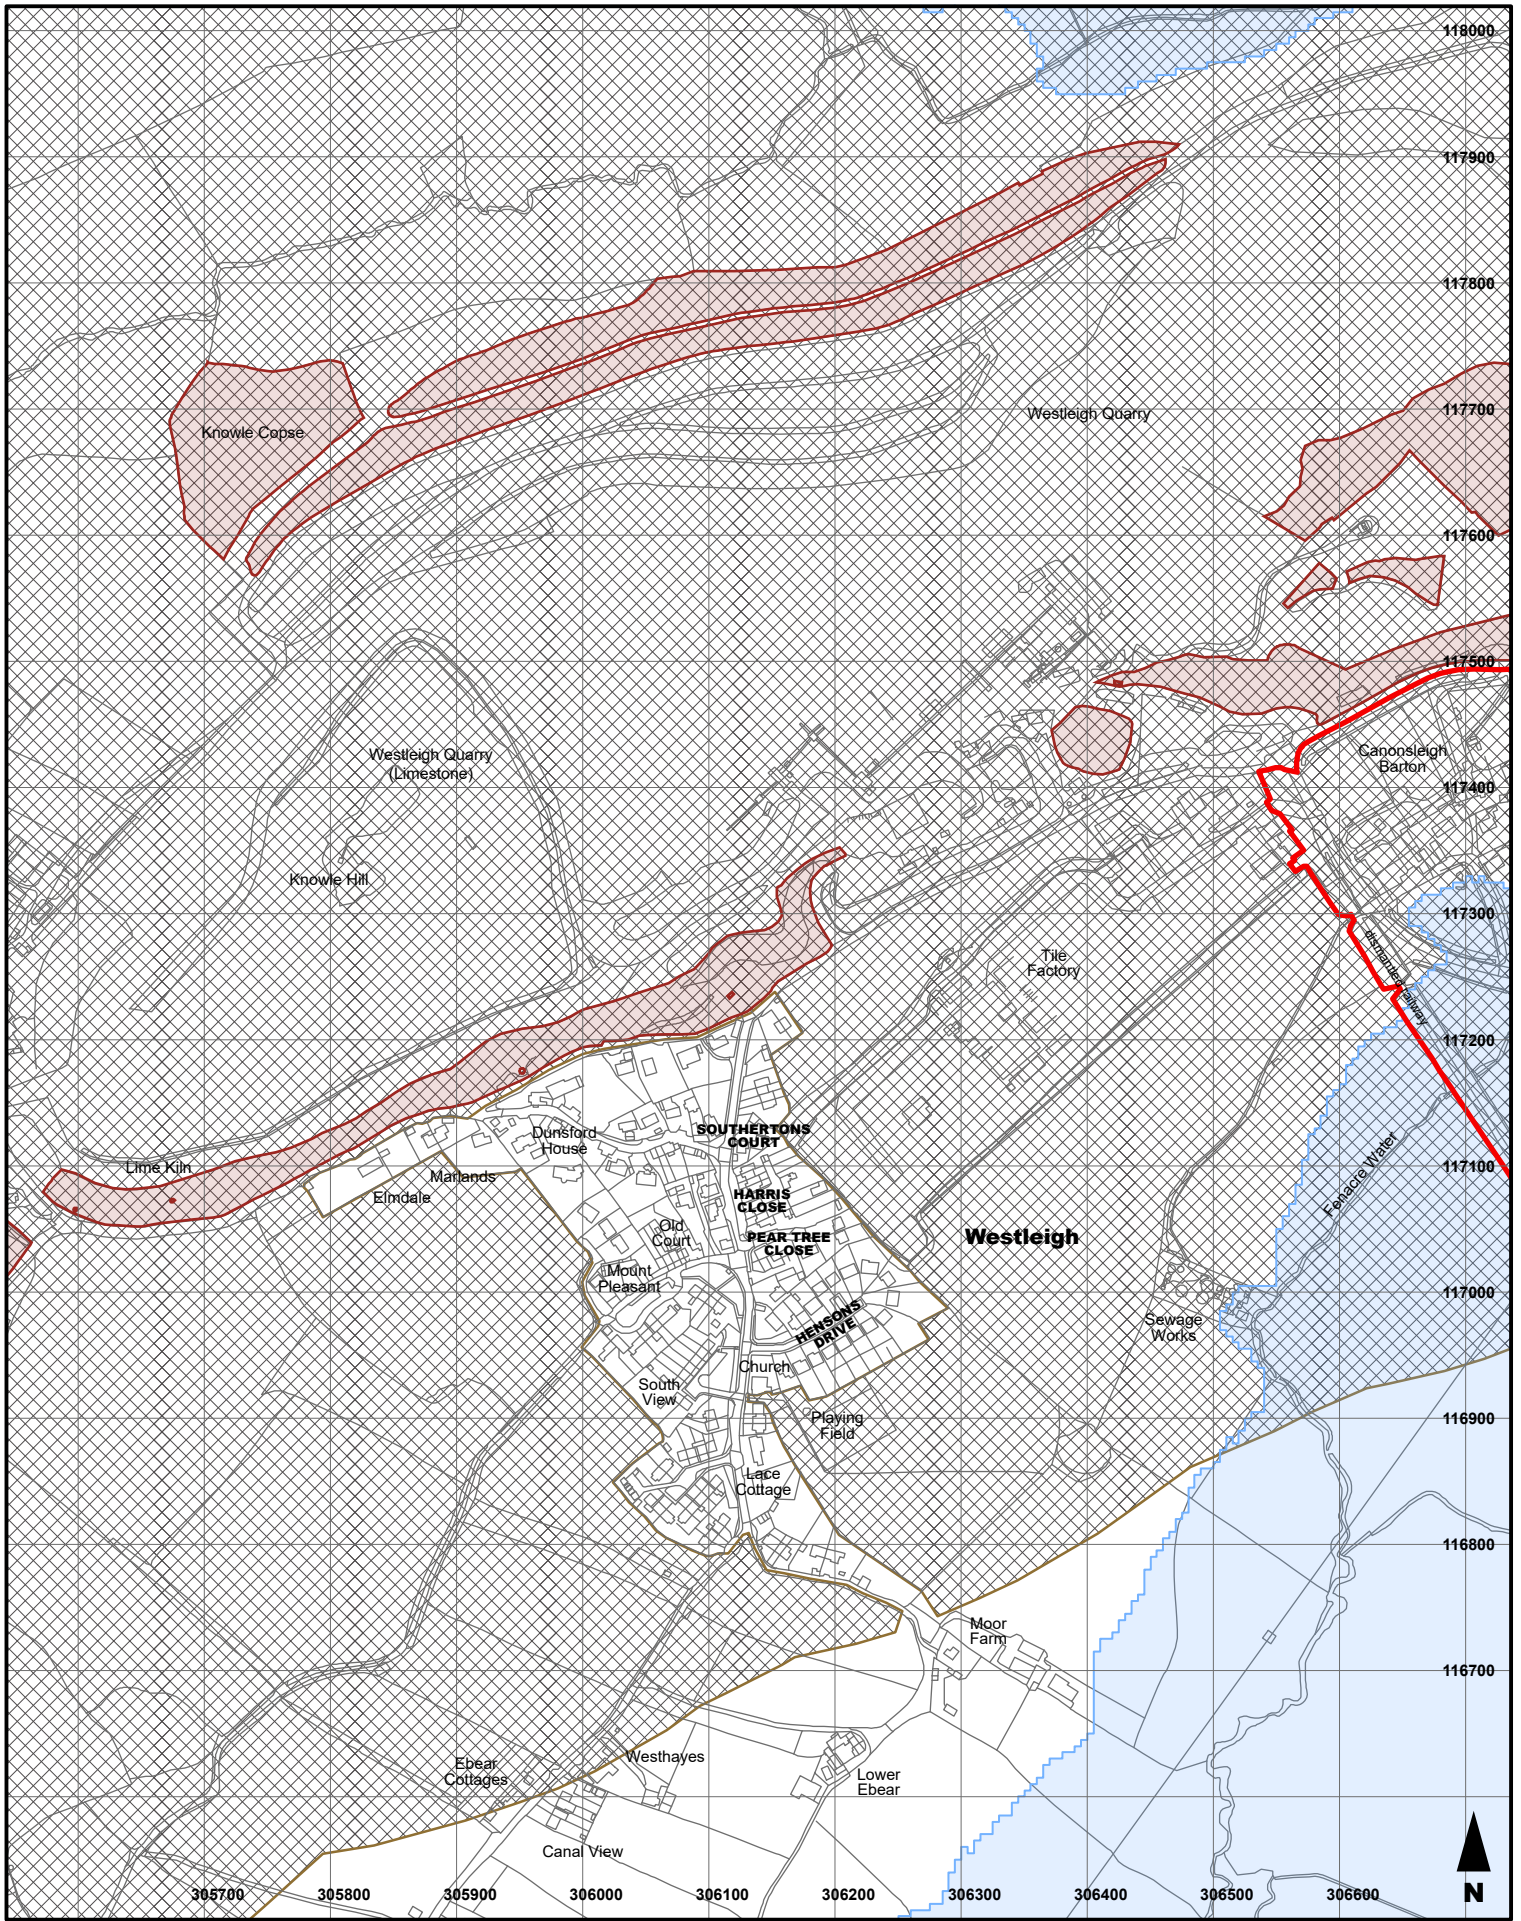 118000
117900
117800
117700
Westleigh Quarry
Knowle Copse
117600
117500
Westleigh Quarry
(Limestone)
Canonsleigh
Barton
117400
Knowle Hill
117300
Tile
Factory
dismantled railway
117200
SOUTHERTONS
COURT
Dunsford
House
Lime Kiln
117100
Marlands
Elmdale
HARRIS
CLOSE
Fenacre Water
Old
Court
PEAR TREE
CLOSE
Westleigh
Mount
Pleasant
117000
HENSONS
DRIVE
Sewage
Works
Church
South
View
Playing
Field
116900
Lace
Cottage
116800
Moor
Farm
116700
Westhayes
Ebear
Cottages
Lower
Ebear
Canal View
305700
305800
305900
306000
306100
306200
306300
306400
306500
306600
N